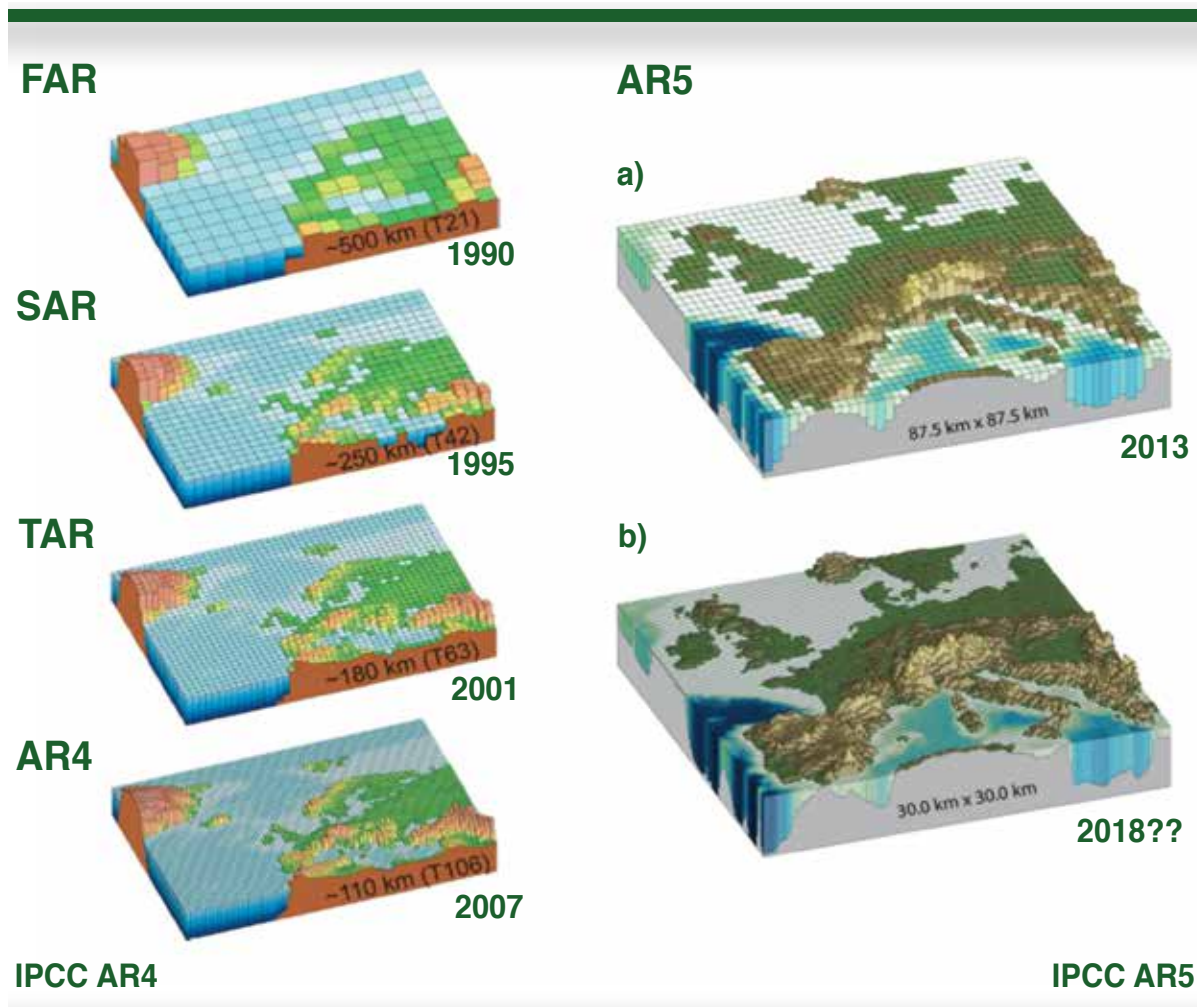 FAR
~500 km (T21)
1990
SAR
~250 km (T42)
1995
TAR
~180 km (T63)
2001
AR4
~110 km (T106)
2007
IPCC AR4
AR5
a)
87.5 km x 87.5 km
2013
b)
30.0 km x 30.0 km
2018??
IPCC AR5